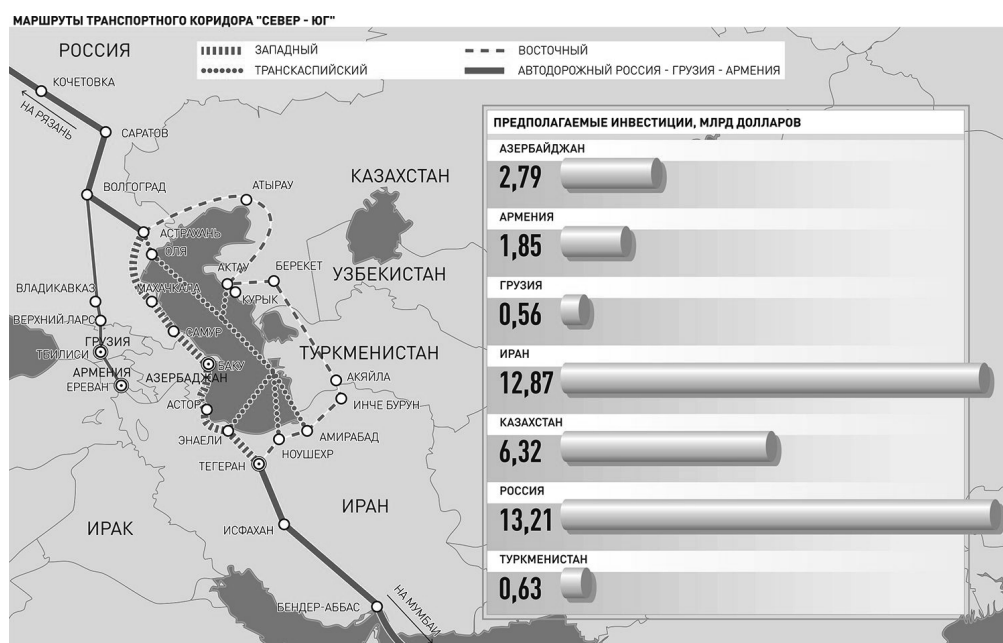 МАРШРУТЫ ТРАНСПОРТНОГО КОРИДОРА "СЕВЕР - ЮГ"
ЗАПАДНЫЙ
ТРАНСКАСПИЙСКИЙ
ВОСТОЧНЫЙ
АВТОДОРОЖНЫЙ РОССИЯ - ГРУЗИЯ - АРМЕНИЯ
РОССИЯ
КОЧЕТОВКА
НА РЯЗАНЬ
САРАТОВ
ВОЛГОГРАД
АТЫРАУ
КАЗАХСТАН
АСТРАХАНЬ
ОЛЯ
АКТАУ
БЕРЕКЕТ
УЗБЕКИСТАН
КУРЫК
ВЛАДИКАВКАЗ
МАХАЧКАЛА
ВЕРХНИЙ ЛАРС
САМУР
ГРУЗИЯ
ТБИЛИСИ
ТУРКМЕНИСТАН
АРМЕНИЯ
ЕРЕВАН
АЗЕРБАДЖАН
БАКУ
АКЯЙЛА
ИНЧЕ БУРУН
АСТОР
ЭНАЕЛИ
АМИРАБАД
НОУШЕХР
ТЕГЕРАН
ИРАН
ИРАК
ИСФАХАН
БЕНДЕР-АББАС
НА МУМБАИ
ПРЕДПОЛАГАЕМЫЕ ИНВЕСТИЦИИ, МЛРД ДОЛЛАРОВ
АЗЕРБАЙДЖАН
2,79
АРМЕНИЯ
1,85
ГРУЗИЯ
0,56
ИРАН
12,87
КАЗАХСТАН
6,32
РОССИЯ
13,21
ТУРКМЕНИСТАН
0,63